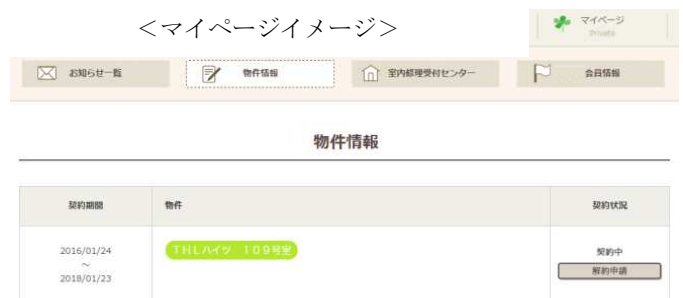 ＜マイページイメージ＞
マイページ
Private
お知らせ一覧
物件情報
室内修理受付センター
会員情報
物件情報
契約期間
物件
契約状況
2016/01/24
～
2018/01/23
ＴＨＬハイツ　１０９号室
契約中
解約申請